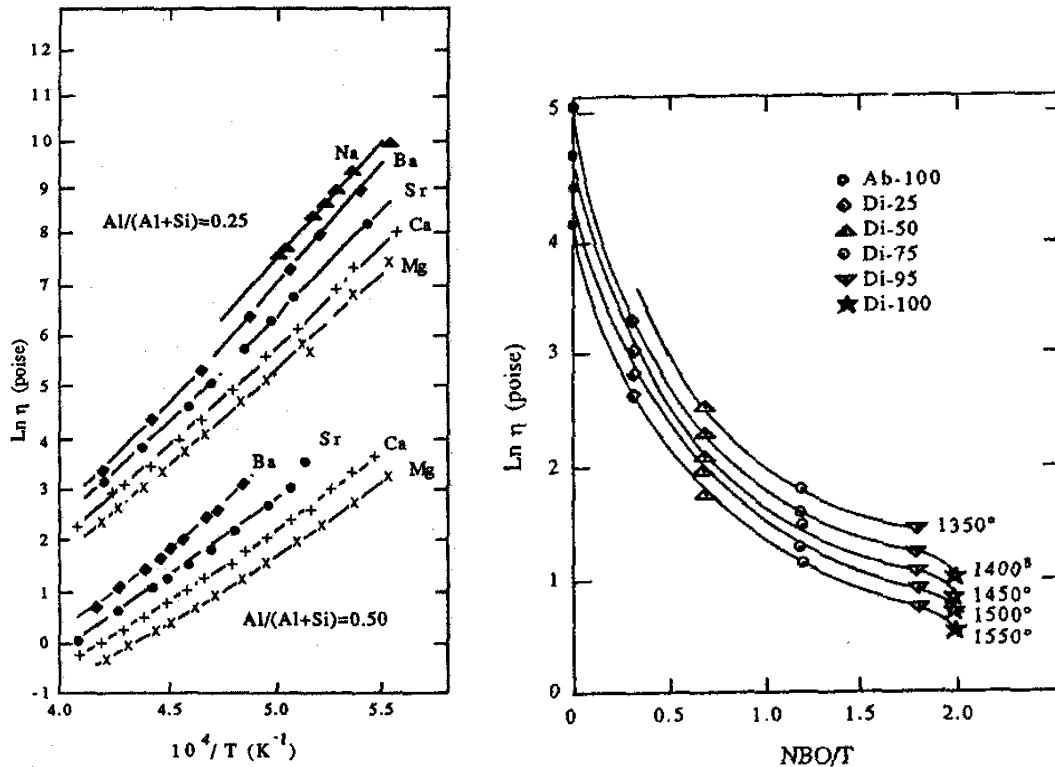 12
11
10
9
8
7
6
5
4
3
2
1
0
-1
Ln η (poise)
Na
Ba
Sr
Ca
Mg
Al/(Al+Si)=0.25
Ba
Sr
Ca
Mg
Al/(Al+Si)=0.50
4.0 4.5 5.0 5.5
10⁴/T (K⁻¹)
5
4
3
2
1
0
Ln η (poise)
Ab-100
Di-25
Di-50
Di-75
Di-95
Di-100
1350°
1400°
1450°
1500°
1550°
0 0.5 1.0 1.5 2.0
NBO/T